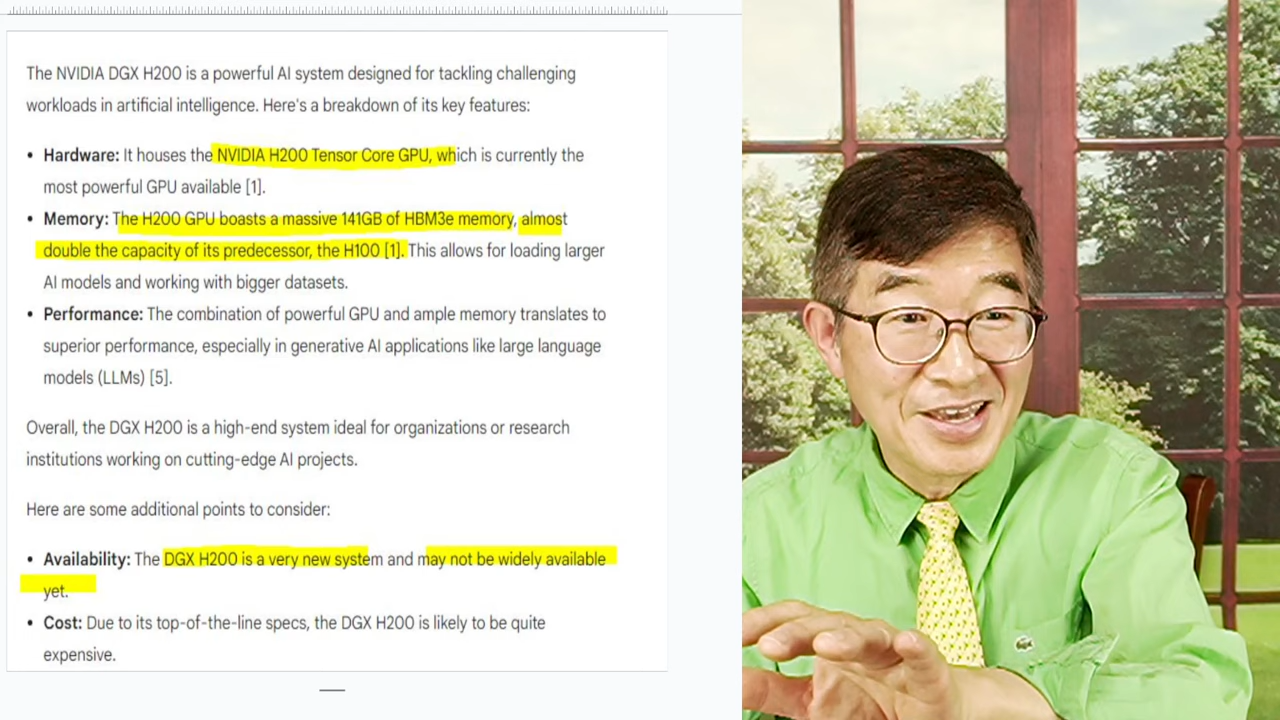 The NVIDIA DGX H200 is a powerful AI system designed for tackling challenging
workloads in artificial intelligence. Here's a breakdown of its key features:
• Hardware: It houses the NVIDIA H200 Tensor Core GPU, which is currently the
most powerful GPU available [1].
• Memory: The H200 GPU boasts a massive 141GB of HBM3e memory, almost
double the capacity of its predecessor, the H100 [1]. This allows for loading larger
AI models and working with bigger datasets.
• Performance: The combination of powerful GPU and ample memory translates to
superior performance, especially in generative AI applications like large language
models (LLMs) [5].
Overall, the DGX H200 is a high-end system ideal for organizations or research
institutions working on cutting-edge AI projects.
Here are some additional points to consider:
• Availability: The DGX H200 is a very new system and may not be widely available
yet.
• Cost: Due to its top-of-the-line specs, the DGX H200 is likely to be quite
expensive.